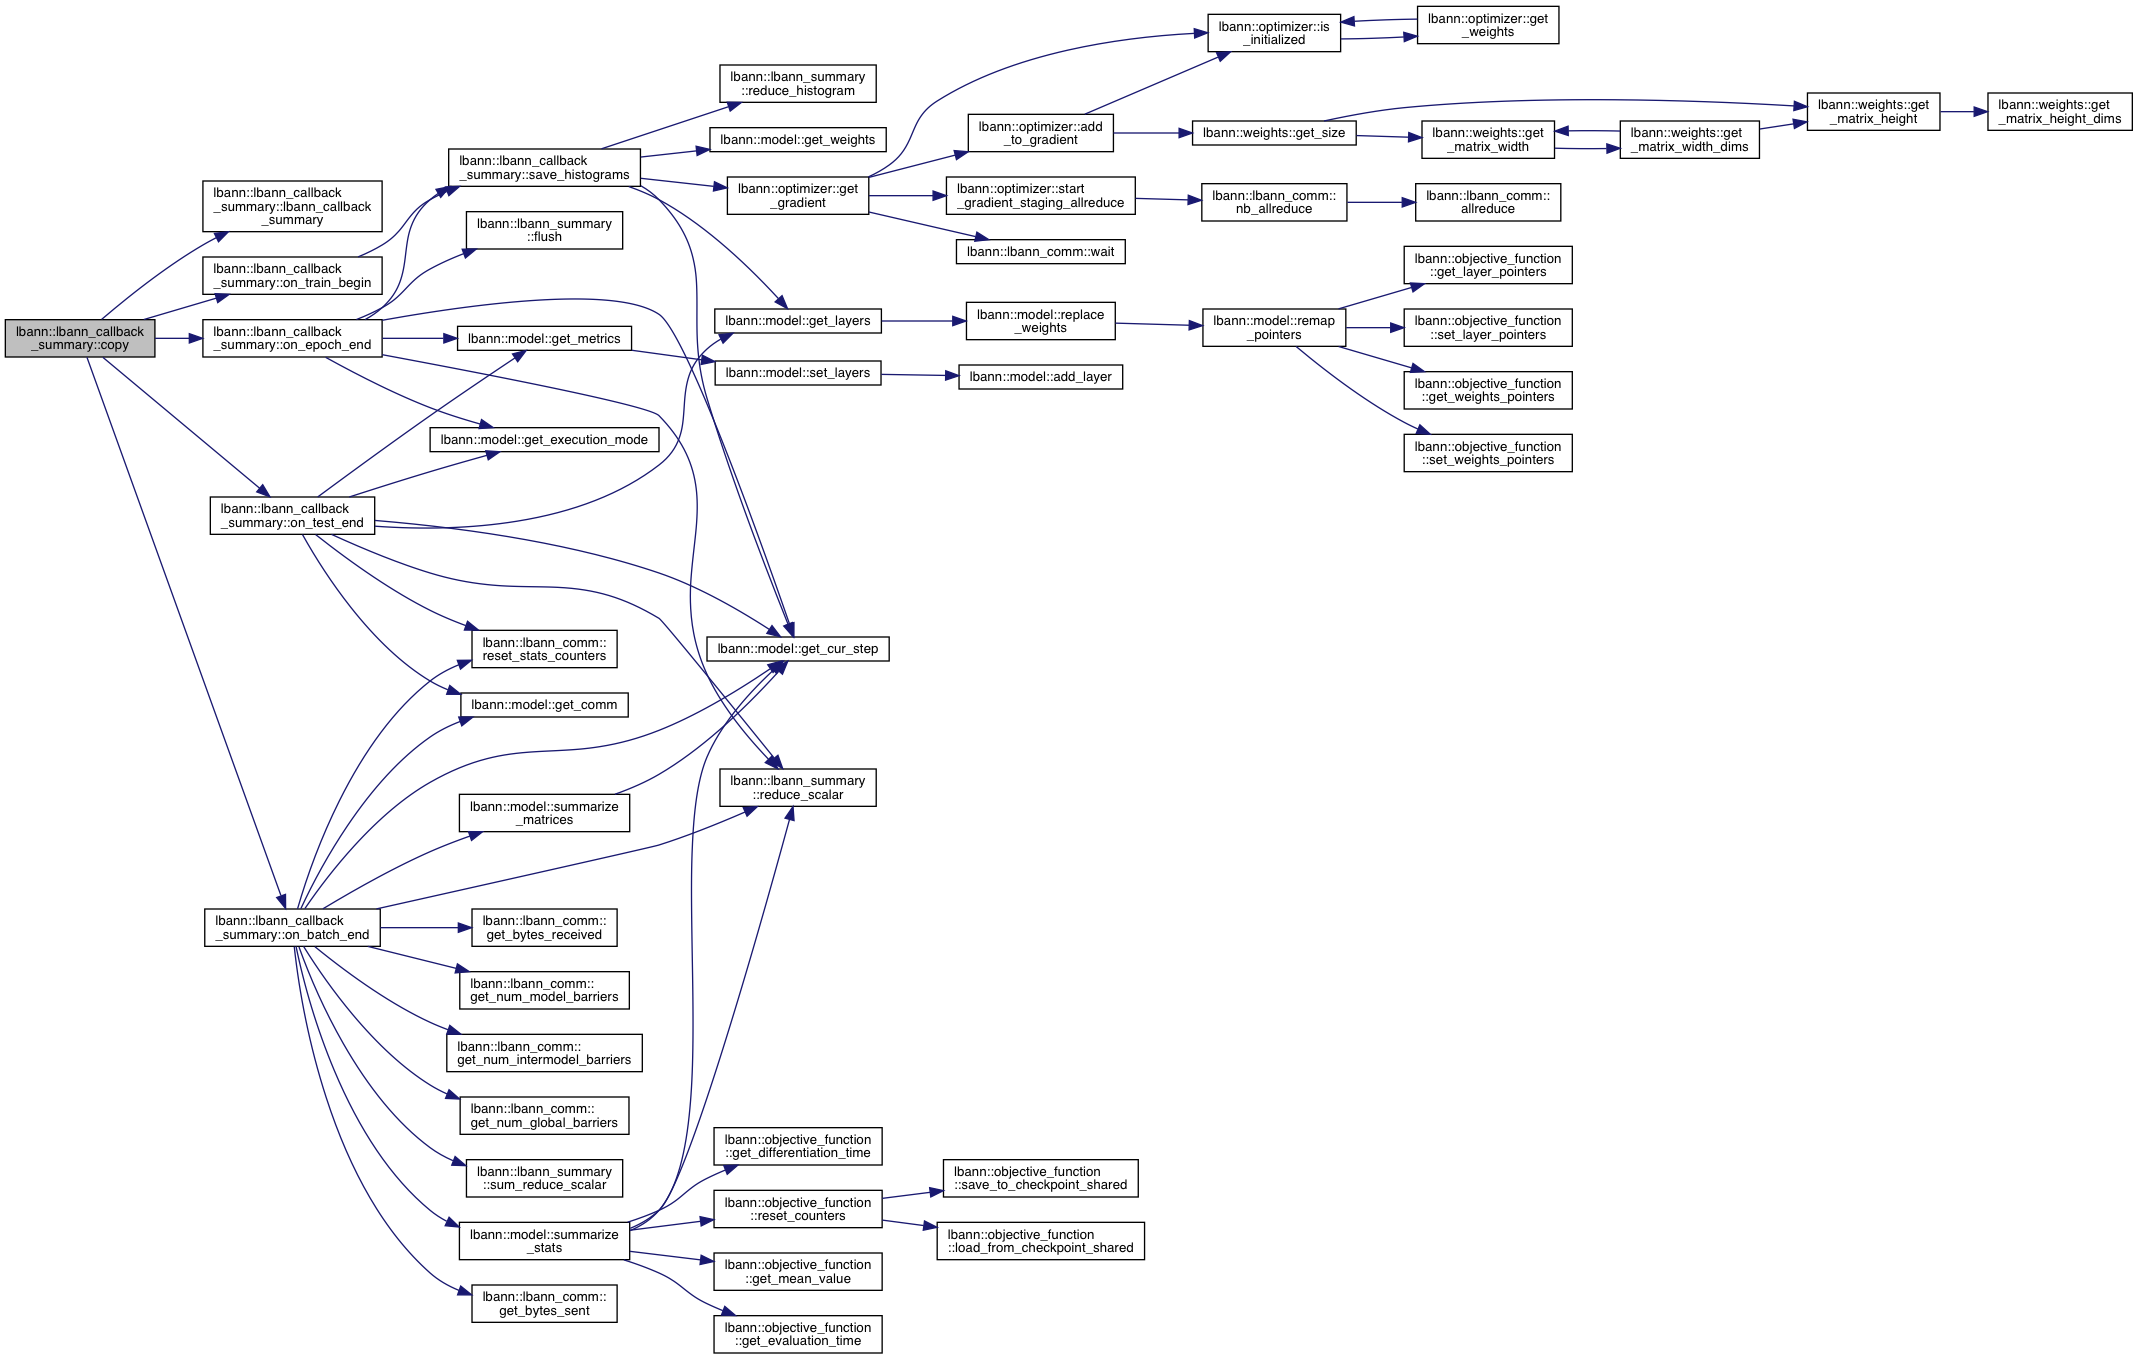 lbann::lbann_callback
_summary::copy
lbann::lbann_callback
_summary::lbann_callback
_summary
lbann::lbann_callback
_summary::on_train_begin
lbann::lbann_callback
_summary::on_epoch_end
lbann::lbann_callback
_summary::on_test_end
lbann::lbann_callback
_summary::on_batch_end
lbann::lbann_callback
_summary::save_histograms
lbann::lbann_summary
::flush
lbann::model::get_metrics
lbann::model::get_execution_mode
lbann::lbann_comm::
reset_stats_counters
lbann::model::get_comm
lbann::model::summarize
_matrices
lbann::lbann_comm::
get_bytes_received
lbann::lbann_comm::
get_num_model_barriers
lbann::lbann_comm::
get_num_intermodel_barriers
lbann::lbann_comm::
get_num_global_barriers
lbann::lbann_summary
::sum_reduce_scalar
lbann::model::summarize
_stats
lbann::lbann_comm::
get_bytes_sent
lbann::lbann_summary
::reduce_histogram
lbann::model::get_weights
lbann::optimizer::get
_gradient
lbann::model::get_layers
lbann::model::set_layers
lbann::model::get_cur_step
lbann::lbann_summary
::reduce_scalar
lbann::objective_function
::get_differentiation_time
lbann::objective_function
::reset_counters
lbann::objective_function
::get_mean_value
lbann::objective_function
::get_evaluation_time
lbann::optimizer::add
_to_gradient
lbann::optimizer::start
_gradient_staging_allreduce
lbann::lbann_comm::wait
lbann::model::replace
_weights
lbann::model::add_layer
lbann::objective_function
::save_to_checkpoint_shared
lbann::objective_function
::load_from_checkpoint_shared
lbann::optimizer::is
_initialized
lbann::weights::get_size
lbann::lbann_comm::
nb_allreduce
lbann::model::remap
_pointers
lbann::optimizer::get
_weights
lbann::weights::get
_matrix_width
lbann::lbann_comm::
allreduce
lbann::objective_function
::get_layer_pointers
lbann::objective_function
::set_layer_pointers
lbann::objective_function
::get_weights_pointers
lbann::objective_function
::set_weights_pointers
lbann::weights::get
_matrix_width_dims
lbann::weights::get
_matrix_height
lbann::weights::get
_matrix_height_dims